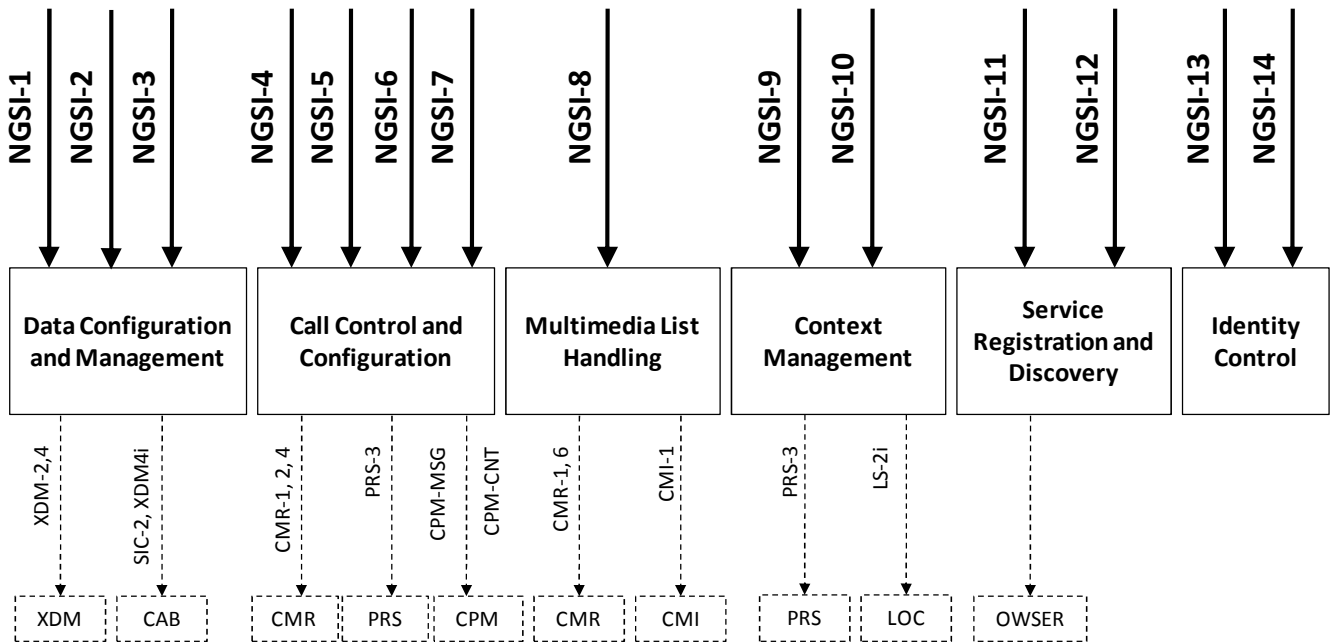 NGSI-1
NGSI-2
NGSI-3
NGSI-4
NGSI-5
NGSI-6
NGSI-7
NGSI-8
NGSI-9
NGSI-10
NGSI-11
NGSI-12
NGSI-13
NGSI-14
Data Configuration
and Management
Call Control and
Configuration
Multimedia List
Handling
Context
Management
Service
Registration and
Discovery
Identity
Control
XDM-2,4
SIC-2, XDM4i
CMR-1, 2, 4
PRS-3
CPM-MSG
CPM-CNT
CMR-1, 6
CMI-1
PRS-3
LS-2i
XDM
CAB
CMR
PRS
CPM
CMR
CMI
PRS
LOC
OWSER